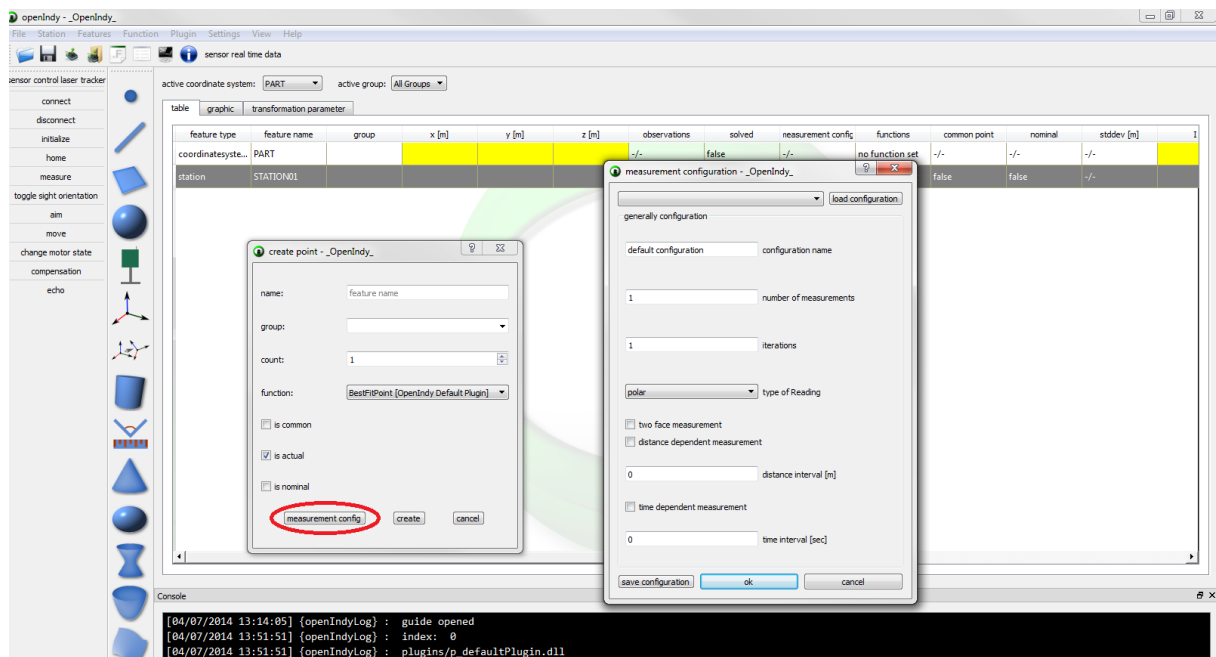 openIndy - _OpenIndy_
File Station Features Function Plugin Settings View Help
sensor real time data
sensor control laser tracker
connect
disconnect
initialize
home
measure
toggle sight orientation
aim
move
change motor state
compensation
echo
active coordinate system: PART active group: All Groups
table graphic transformation parameter
feature type feature name group x [m] y [m] z [m] observations solved measurement config functions common point nominal stddev [m] I
coordinatesyste... PART -/- false -/- no function set -/- -/- -/-
station STATION01 false false -/-
create point - _OpenIndy_
name: feature name
group:
count: 1
function: BestFitPoint [OpenIndy Default Plugin]
is common
is actual
is nominal
measurement config create cancel
measurement configuration - _OpenIndy_
load configuration
generally configuration
default configuration configuration name
1 number of measurements
1 iterations
polar type of Reading
two face measurement
distance dependent measurement
0 distance interval [m]
time dependent measurement
0 time interval [sec]
save configuration ok cancel
Console
[04/07/2014 13:14:05] {openIndyLog} : guide opened
[04/07/2014 13:51:51] {openIndyLog} : index: 0
[04/07/2014 13:51:51] {openIndyLog} : plugins/p_defaultPlugin.dll